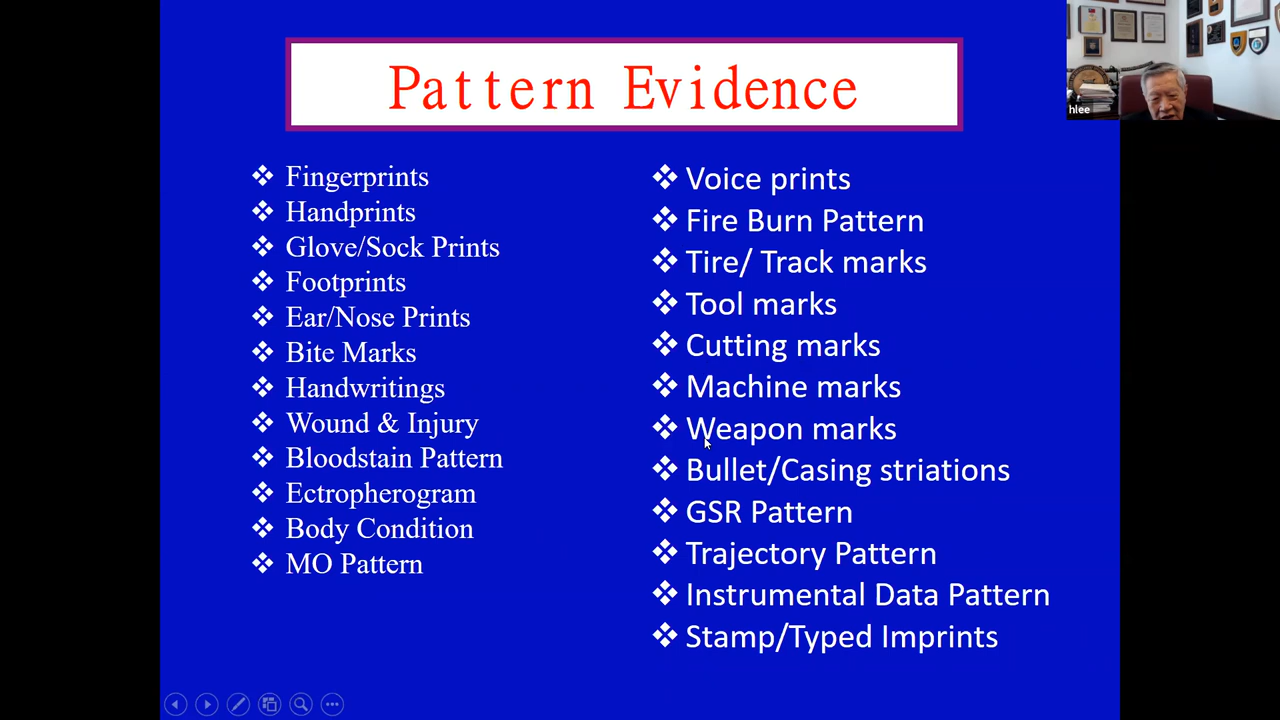 Pattern Evidence
Fingerprints
Handprints
Glove/Sock Prints
Footprints
Ear/Nose Prints
Bite Marks
Handwritings
Wound & Injury
Bloodstain Pattern
Ectropherogram
Body Condition
MO Pattern
Voice prints
Fire Burn Pattern
Tire/ Track marks
Tool marks
Cutting marks
Machine marks
Weapon marks
Bullet/Casing striations
GSR Pattern
Trajectory Pattern
Instrumental Data Pattern
Stamp/Typed Imprints
hlee